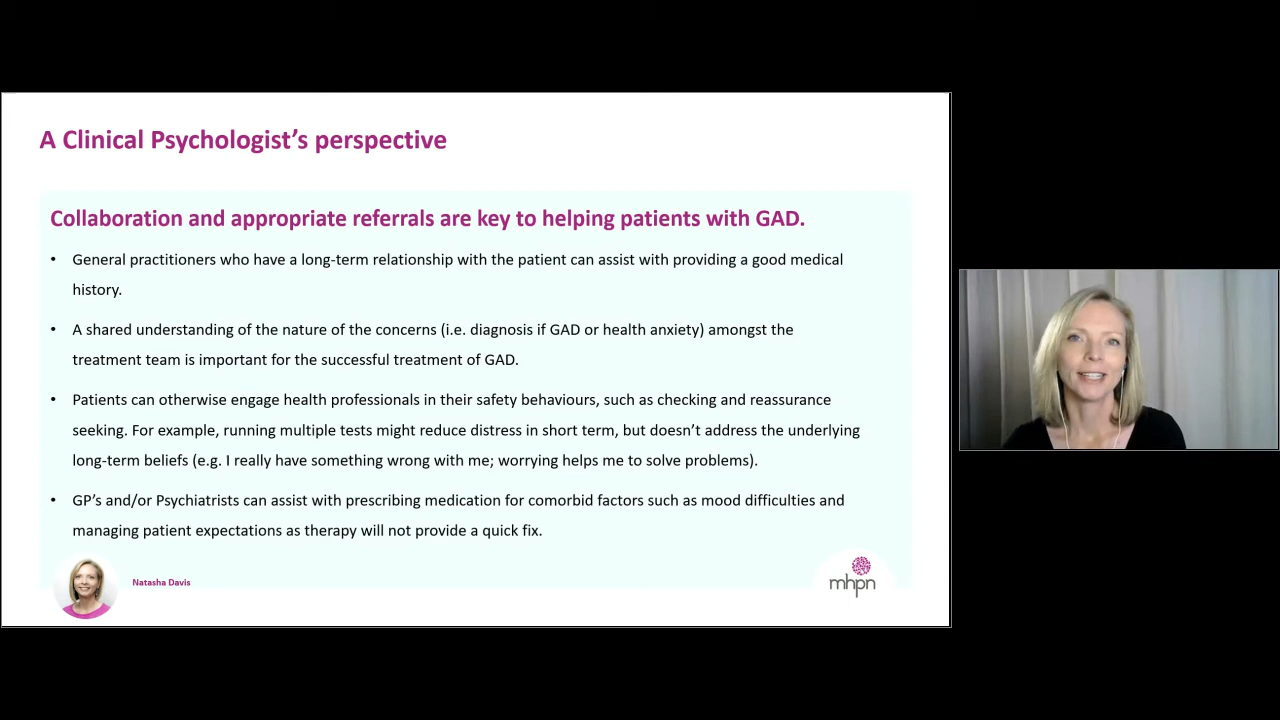 A Clinical Psychologist’s perspective
Collaboration and appropriate referrals are key to helping patients with GAD.
• General practitioners who have a long-term relationship with the patient can assist with providing a good medical
history.
• A shared understanding of the nature of the concerns (i.e. diagnosis if GAD or health anxiety) amongst the
treatment team is important for the successful treatment of GAD.
• Patients can otherwise engage health professionals in their safety behaviours, such as checking and reassurance
seeking. For example, running multiple tests might reduce distress in short term, but doesn’t address the underlying
long-term beliefs (e.g. I really have something wrong with me; worrying helps me to solve problems).
• GP’s and/or Psychiatrists can assist with prescribing medication for comorbid factors such as mood difficulties and
managing patient expectations as therapy will not provide a quick fix.
Natasha Davis
mhpn